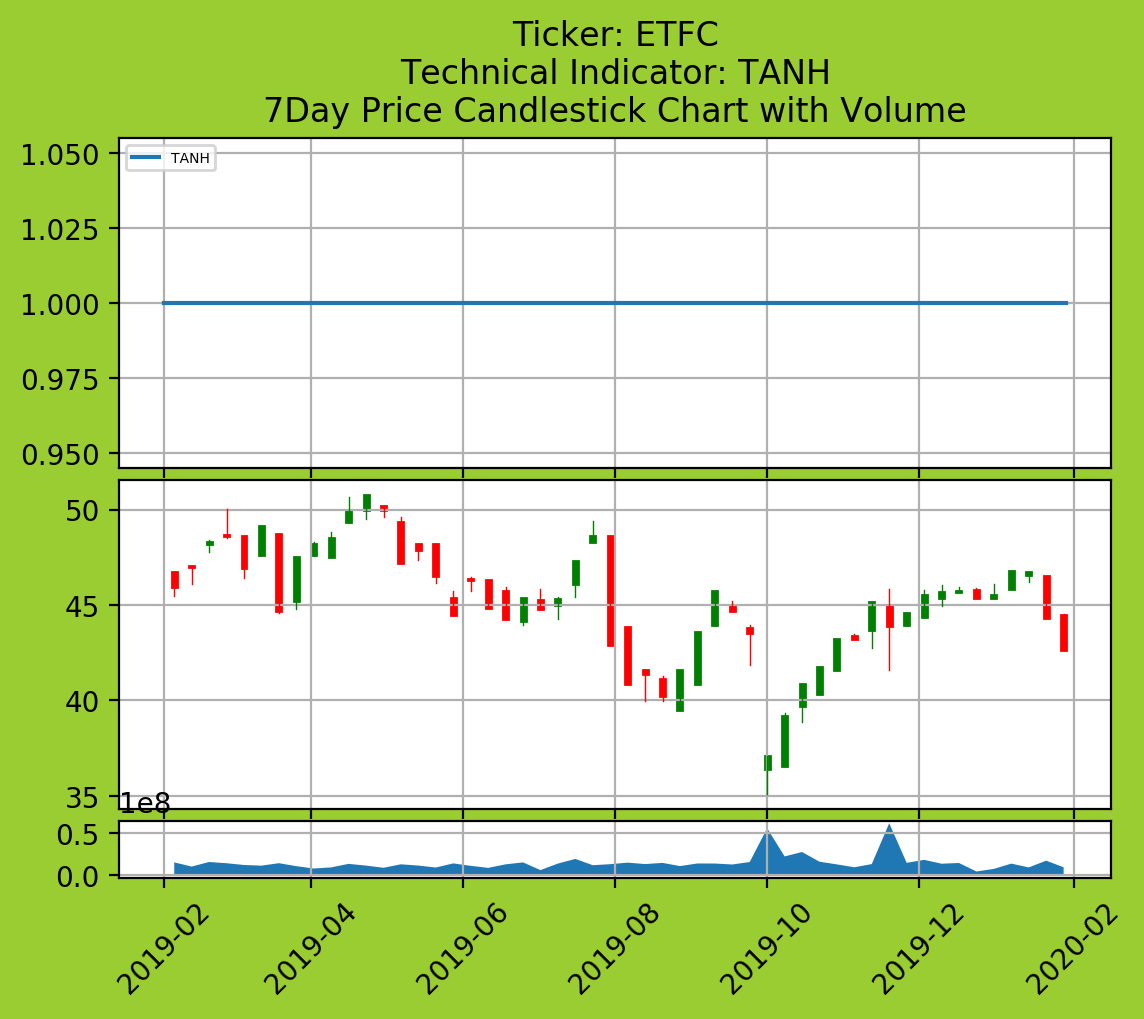 Ticker: ETFC
Technical Indicator: TANH
7Day Price Candlestick Chart with Volume
1.050
TANH
1.025
1.000
0.975
0.950
50
45
40
35
1e8
0.5
0.0
2019-02 2019-04 2019-06 2019-08 2019-10 2019-12 2020-02